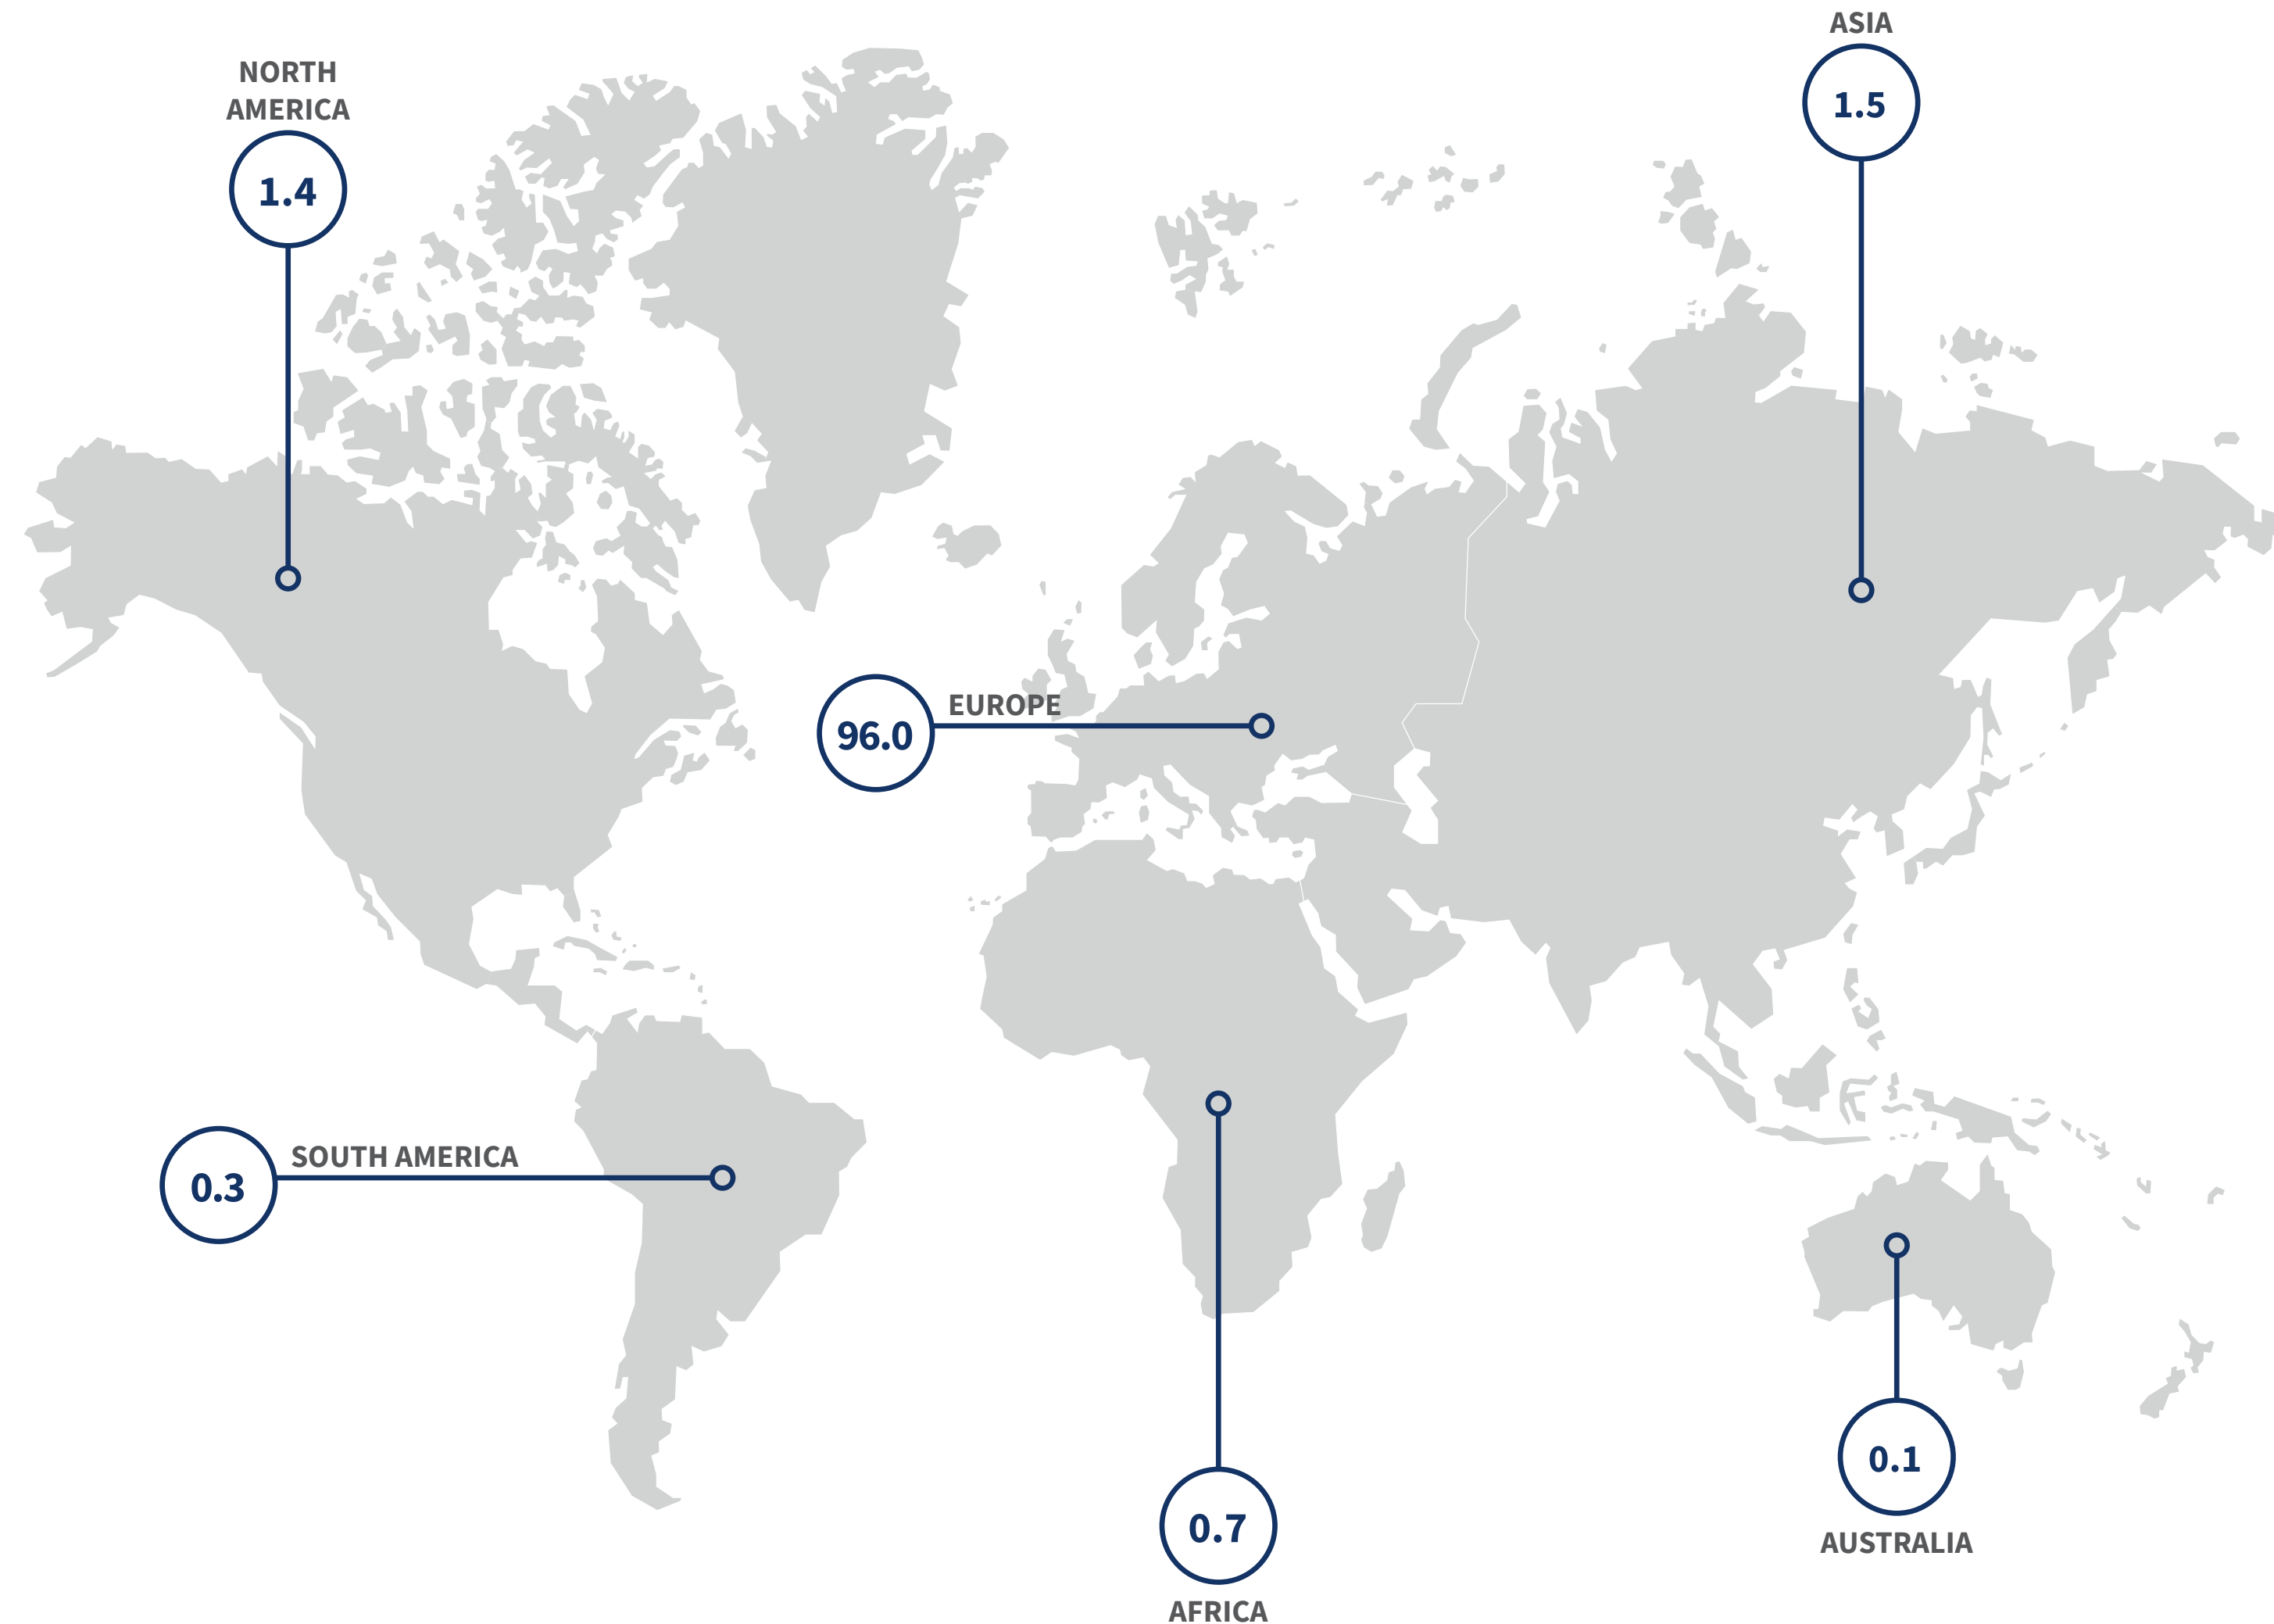 ASIA
1.5
NORTH
AMERICA
1.4
EUROPE
96.0
SOUTH AMERICA
0.3
0.1
AUSTRALIA
0.7
AFRICA